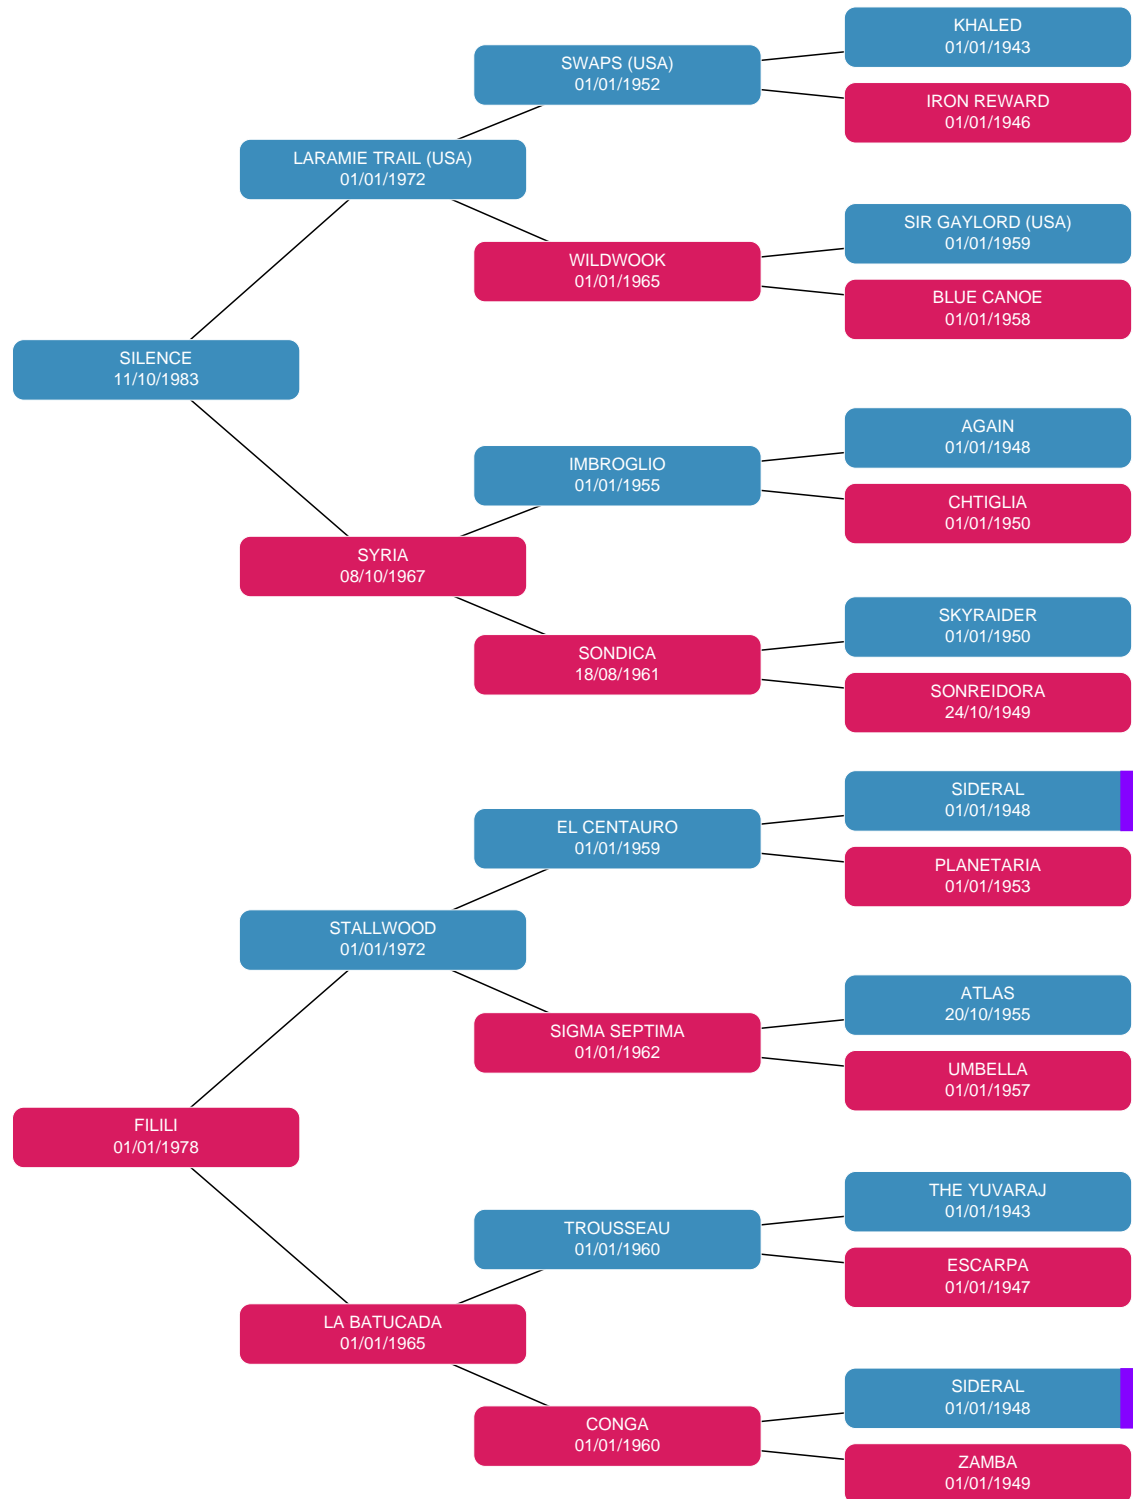 KHALED
01/01/1943
SWAPS (USA)
01/01/1952
IRON REWARD
01/01/1946
LARAMIE TRAIL (USA)
01/01/1972
SIR GAYLORD (USA)
01/01/1959
WILDWOOK
01/01/1965
BLUE CANOE
01/01/1958
SILENCE
11/10/1983
AGAIN
01/01/1948
IMBROGLIO
01/01/1955
CHTIGLIA
01/01/1950
SYRIA
08/10/1967
SKYRAIDER
01/01/1950
SONDICA
18/08/1961
SONREIDORA
24/10/1949
SIDERAL
01/01/1948
EL CENTAURO
01/01/1959
PLANETARIA
01/01/1953
STALLWOOD
01/01/1972
ATLAS
20/10/1955
SIGMA SEPTIMA
01/01/1962
UMBELLA
01/01/1957
FILILI
01/01/1978
THE YUVARAJ
01/01/1943
TROUSSEAU
01/01/1960
ESCARPA
01/01/1947
LA BATUCADA
01/01/1965
SIDERAL
01/01/1948
CONGA
01/01/1960
ZAMBA
01/01/1949